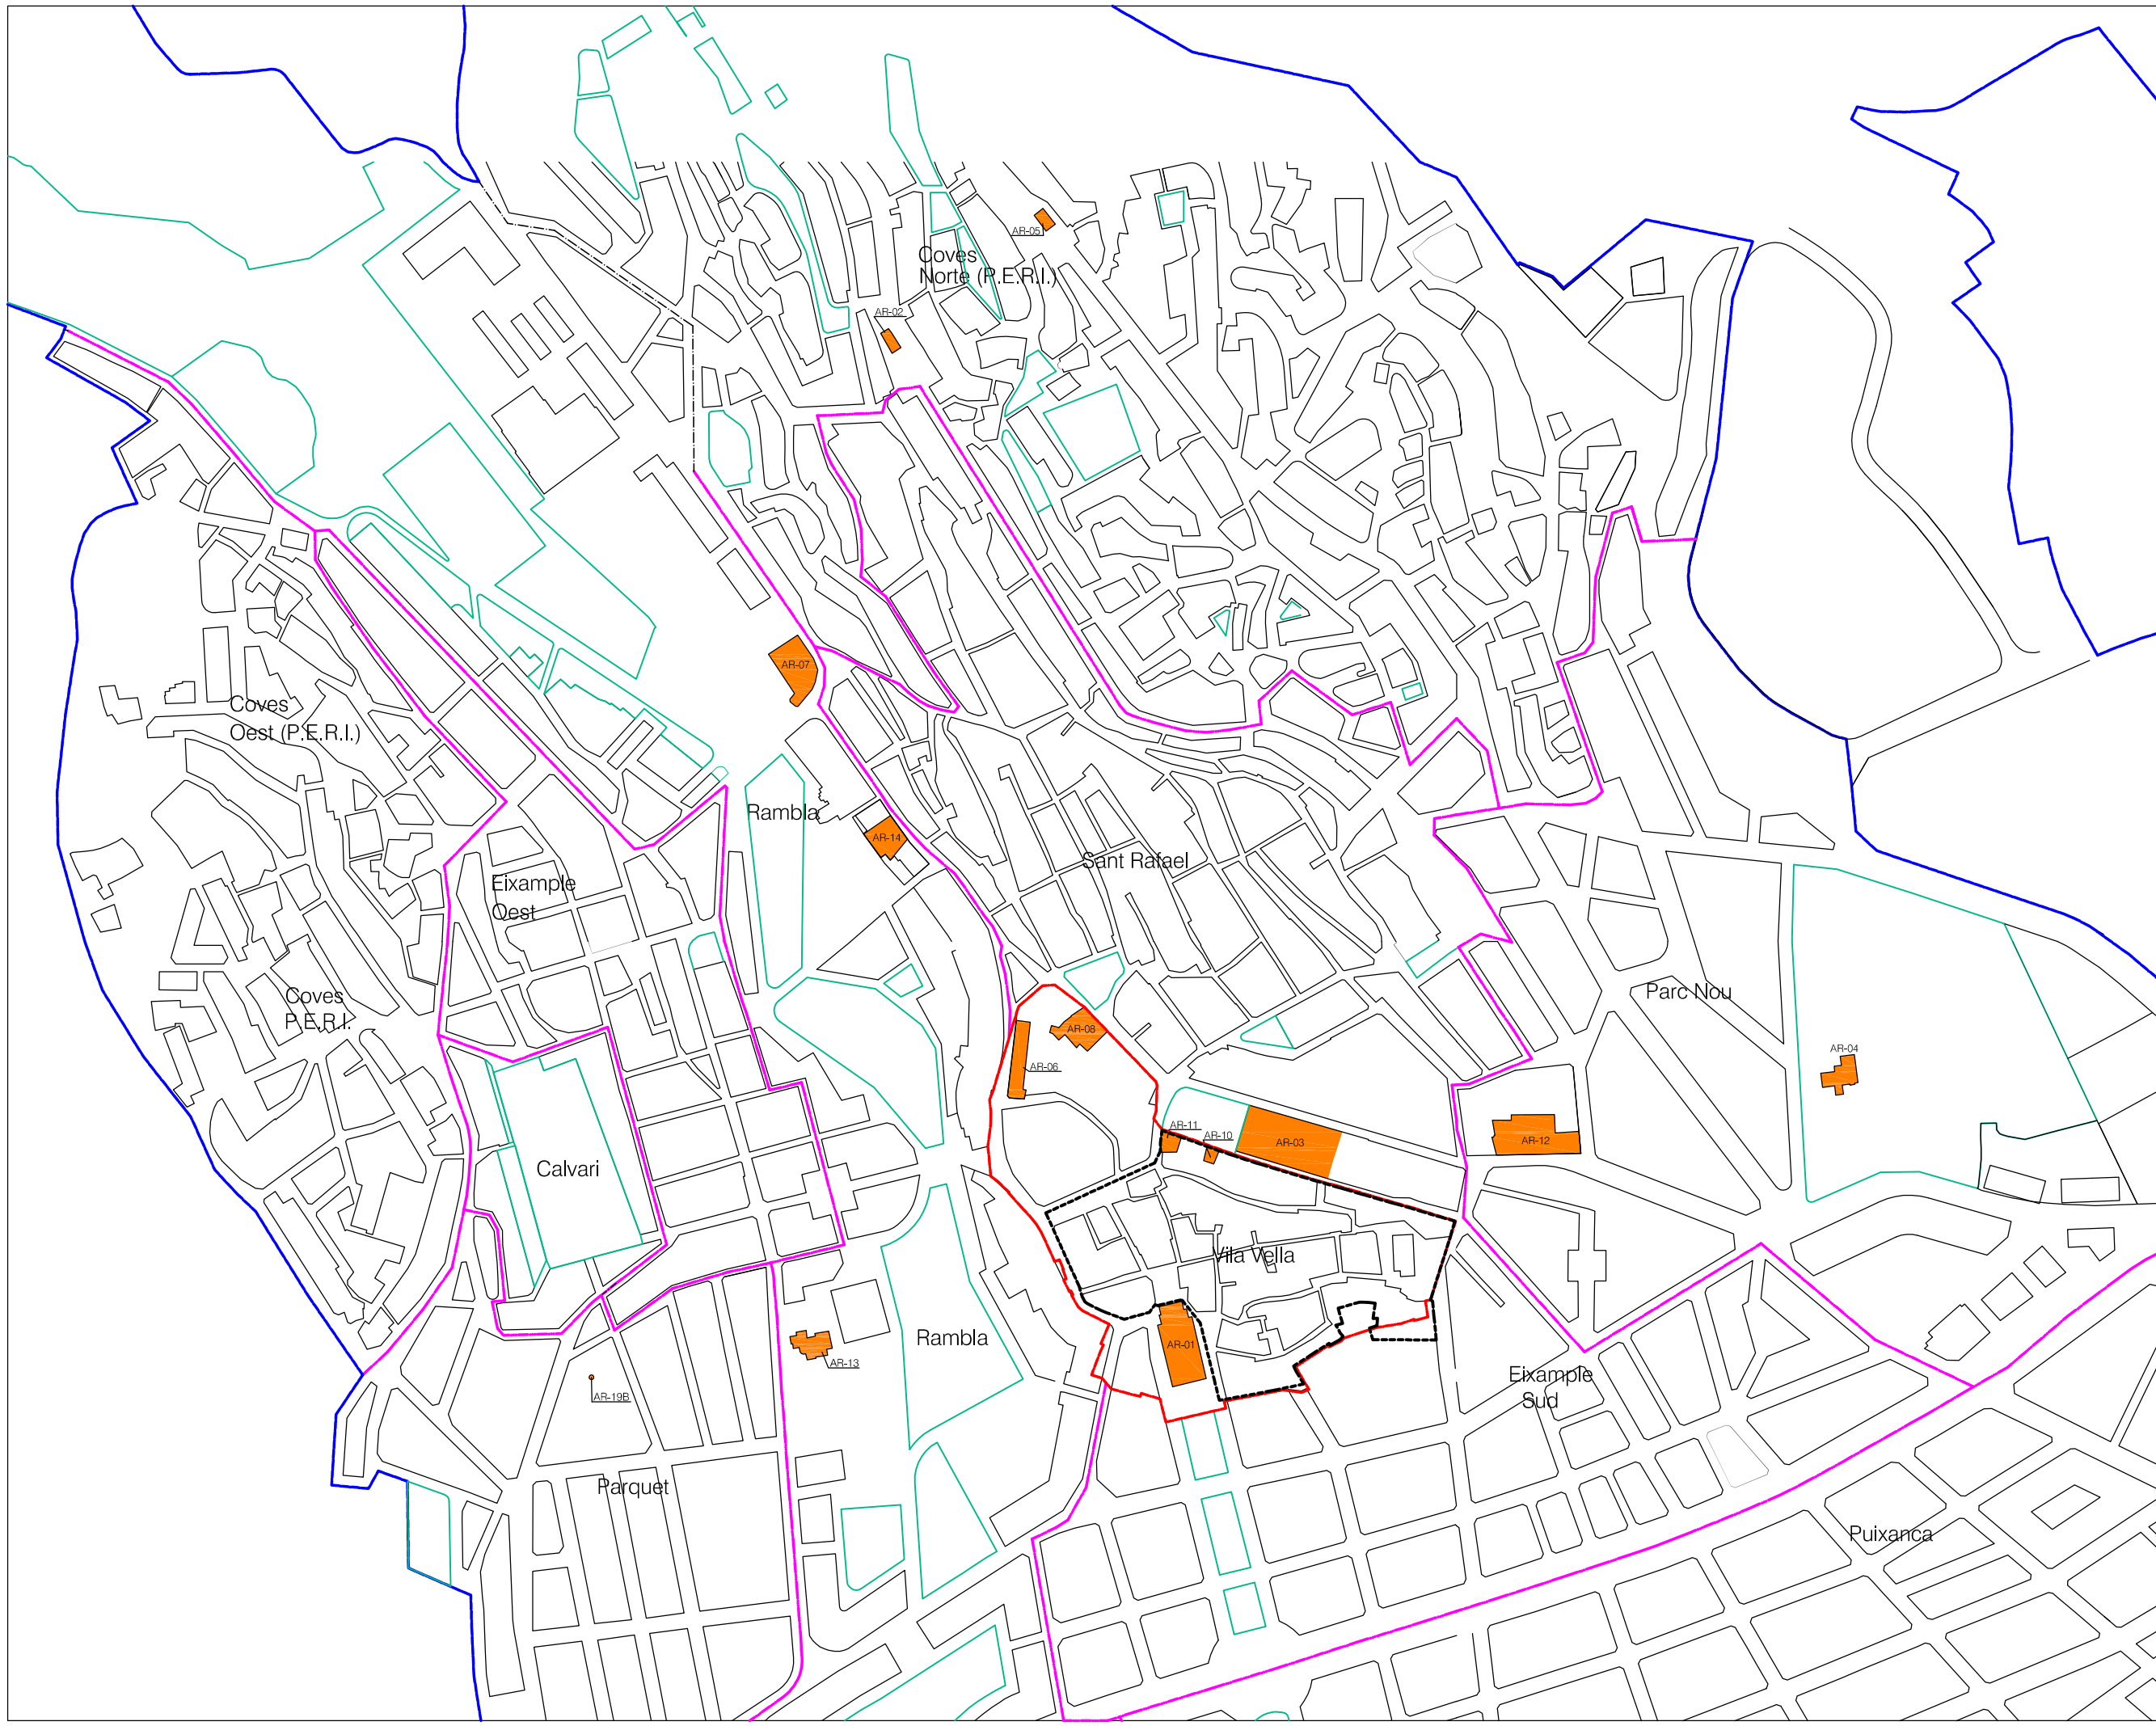 AR-05
Coves
Norte (P.E.R.I.)
AR-02
AR-07
Coves
Oest (P.E.R.I.)
Rambla
AR-14
Sant Rafael
Eixample
Oest
Coves
P.E.R.I.
Parc Nou
AR-08
AR-04
AR-06
AR-11
AR-10
AR-03
AR-12
Calvari
Vila Vella
Rambla
AR-01
AR-13
Eixample
Sud
AR-19B
Parquet
Puixanca